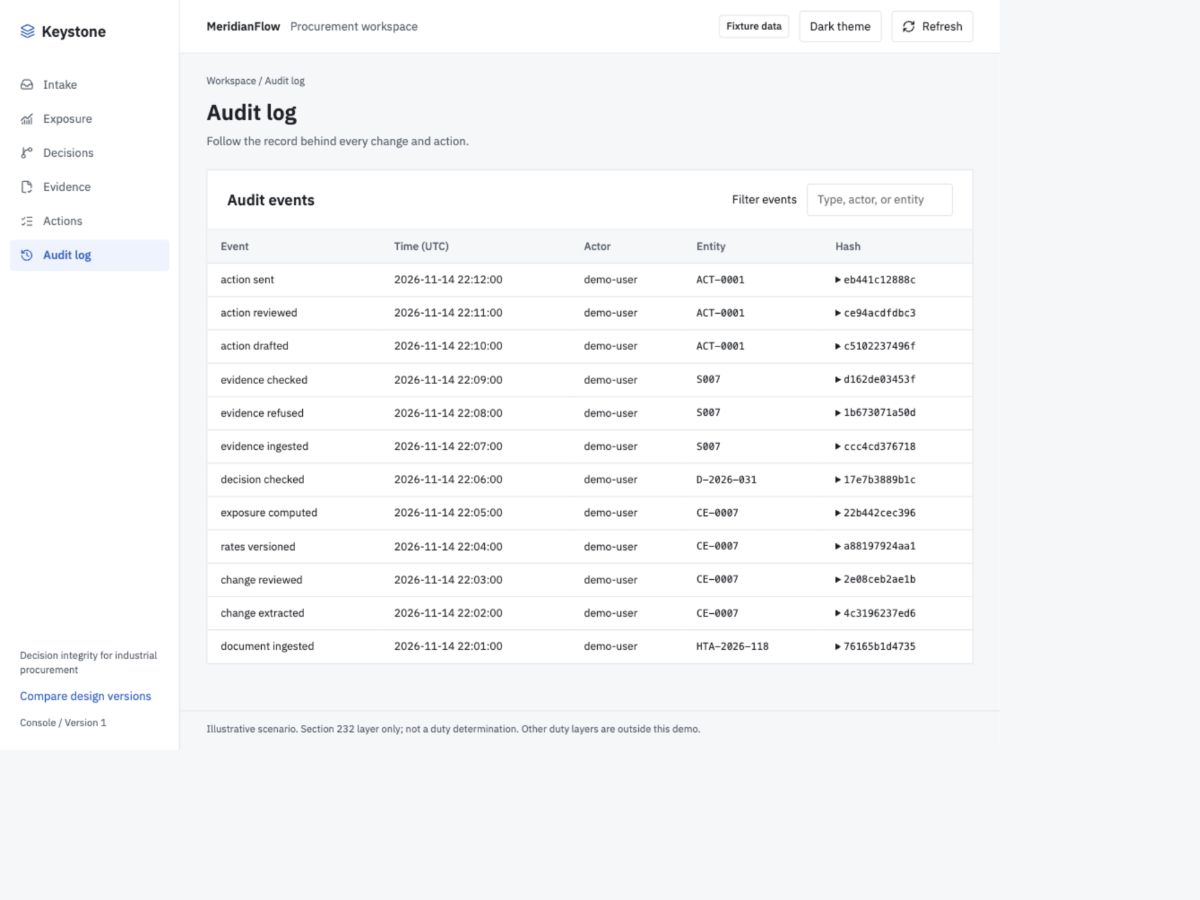 Keystone
Intake
Exposure
Decisions
Evidence
Actions
Audit log
Decision integrity for industrial
procurement
Compare design versions
Console / Version 1
MeridianFlow Procurement workspace Fixture data Dark theme Refresh
Workspace / Audit log
Audit log
Follow the record behind every change and action.
Audit events Filter events Type, actor, or entity
Event Time (UTC) Actor Entity Hash
action sent 2026-11-14 22:12:00 demo-user ACT-0001 eb441c12888c
action reviewed 2026-11-14 22:11:00 demo-user ACT-0001 ce94acdfdbc3
action drafted 2026-11-14 22:10:00 demo-user ACT-0001 c5102237496f
evidence checked 2026-11-14 22:09:00 demo-user S007 d162de03453f
evidence refused 2026-11-14 22:08:00 demo-user S007 1b673071a50d
evidence ingested 2026-11-14 22:07:00 demo-user S007 ccc4cd376718
decision checked 2026-11-14 22:06:00 demo-user D-2026-031 17e7b3889b1c
exposure computed 2026-11-14 22:05:00 demo-user CE-0007 22b442cec396
rates versioned 2026-11-14 22:04:00 demo-user CE-0007 a88197924aa1
change reviewed 2026-11-14 22:03:00 demo-user CE-0007 2e08ceb2ae1b
change extracted 2026-11-14 22:02:00 demo-user CE-0007 4c3196237ed6
document ingested 2026-11-14 22:01:00 demo-user HTA-2026-118 76165b1d4735
Illustrative scenario. Section 232 layer only; not a duty determination. Other duty layers are outside this demo.